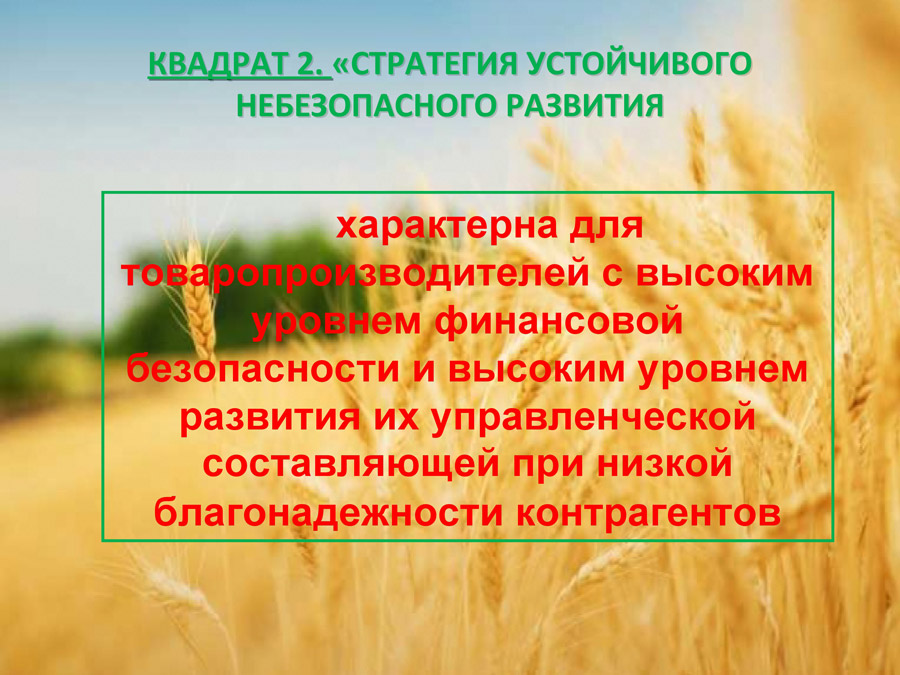 КВАДРАТ 2. «СТРАТЕГИЯ УСТОЙЧИВОГО
НЕБЕЗОПАСНОГО РАЗВИТИЯ
характерна для
товаропроизводителей с высоким
уровнем финансовой
безопасности и высоким уровнем
развития их управленческой
составляющей при низкой
благонадежности контрагентов